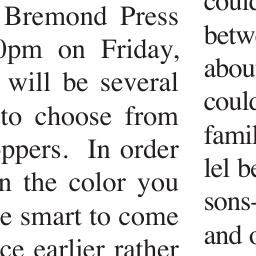 Bremond Press
0pm on Friday,
will be several
to choose from
ppers. In order
n the color you
e smart to come
ce earlier rather
could
betw
abou
could
famil
lel be
sons-
and o